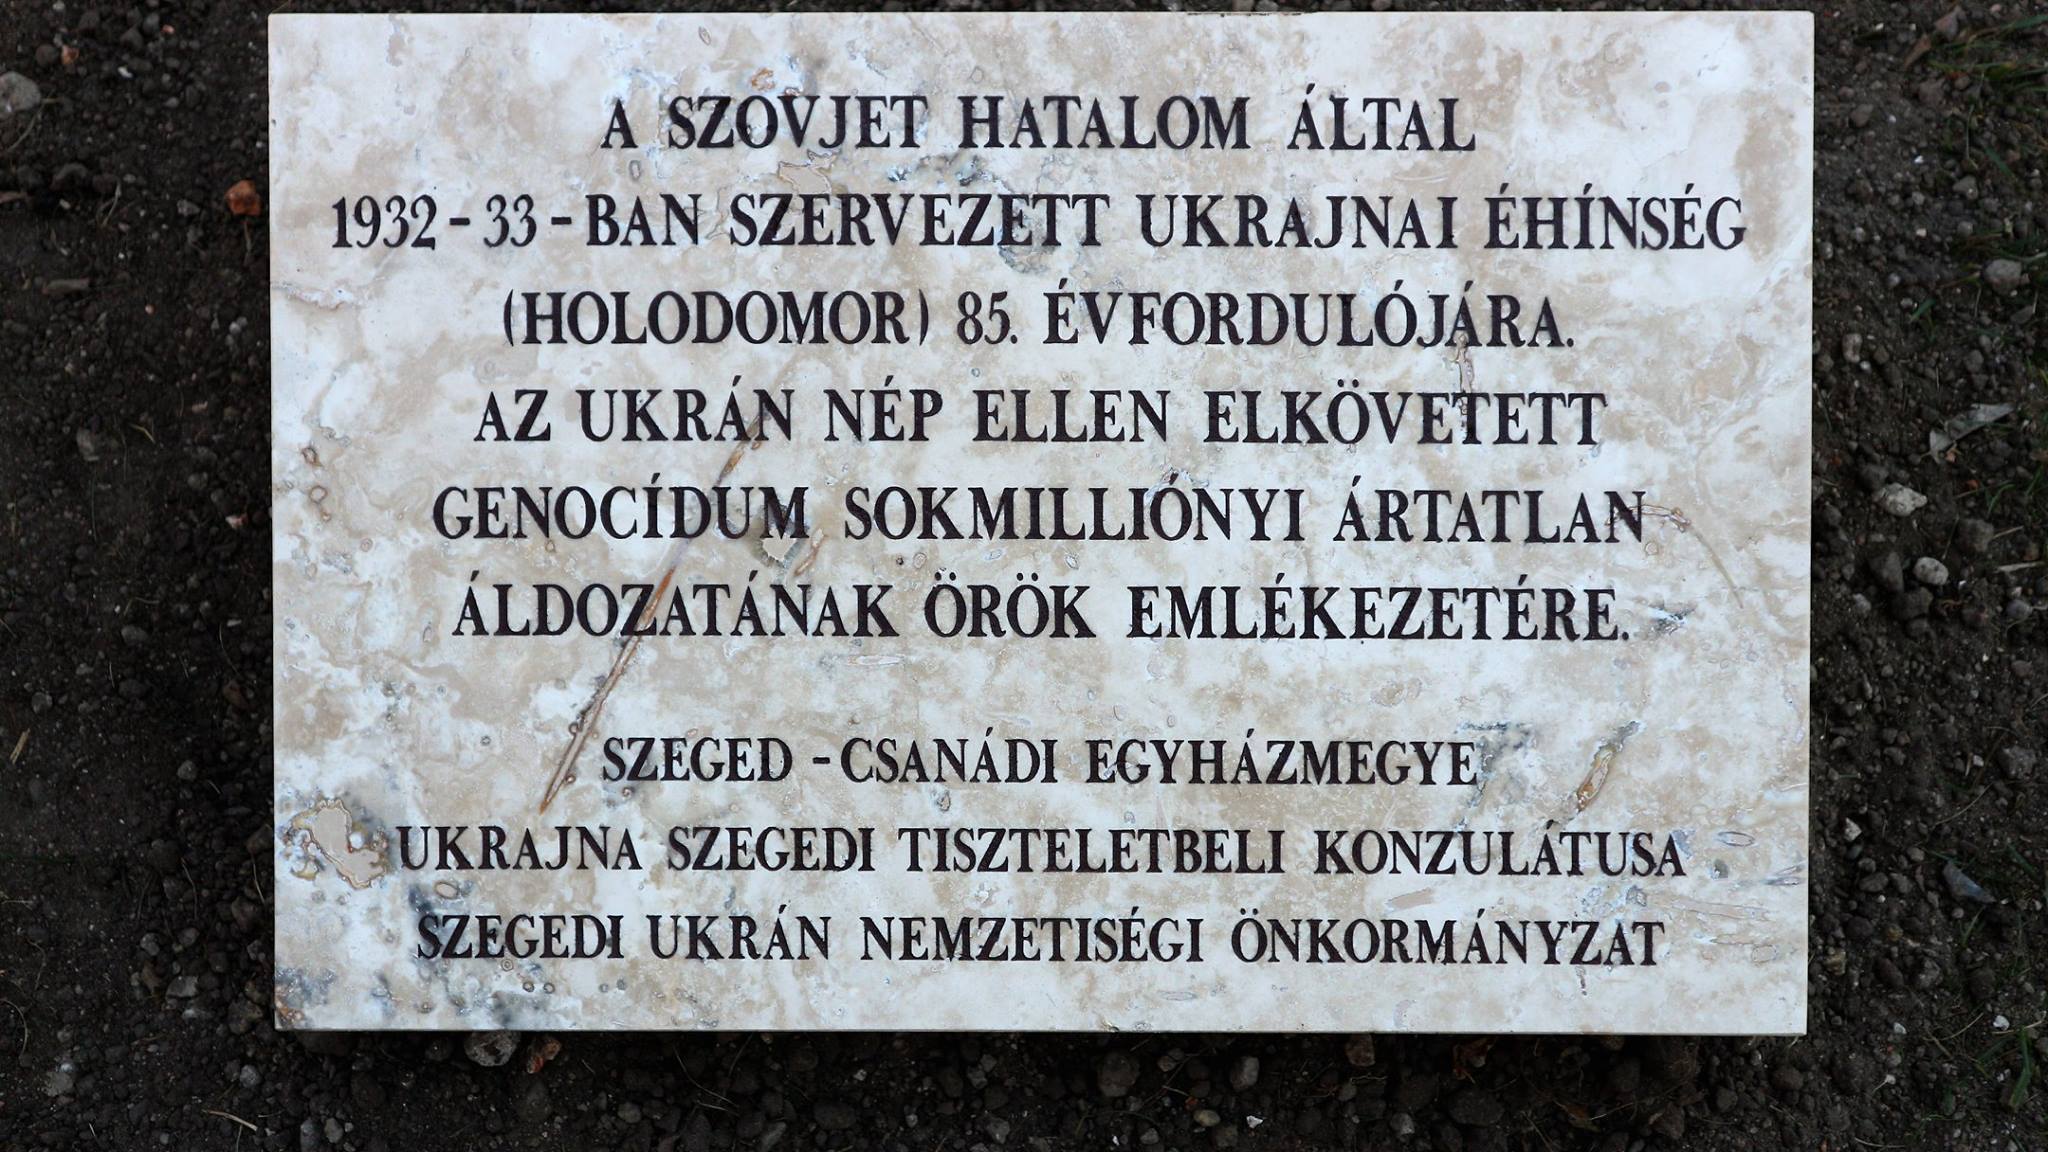 A SZOVJET HATALOM ÁLTAL
1932-33-BAN SZERVEZETT UKRAJNAI ÉHÍNSÉG
(HOLODOMOR) 85. ÉVFORDULÓJÁRA.
AZ UKRÁN NÉP ELLEN ELKÖVETETT
GENOCÍDUM SOKMILLIÓNYI ÁRTATLAN
ÁLDOZATÁNAK ÖRÖK EMLÉKEZETÉRE.
SZEGED-CSANÁDI EGYHÁZMEGYE
UKRAJNA SZEGEDI TISZTELETBELI KONZULÁTUSA
SZEGEDI UKRÁN NEMZETISÉGI ÖNKORMÁNYZAT